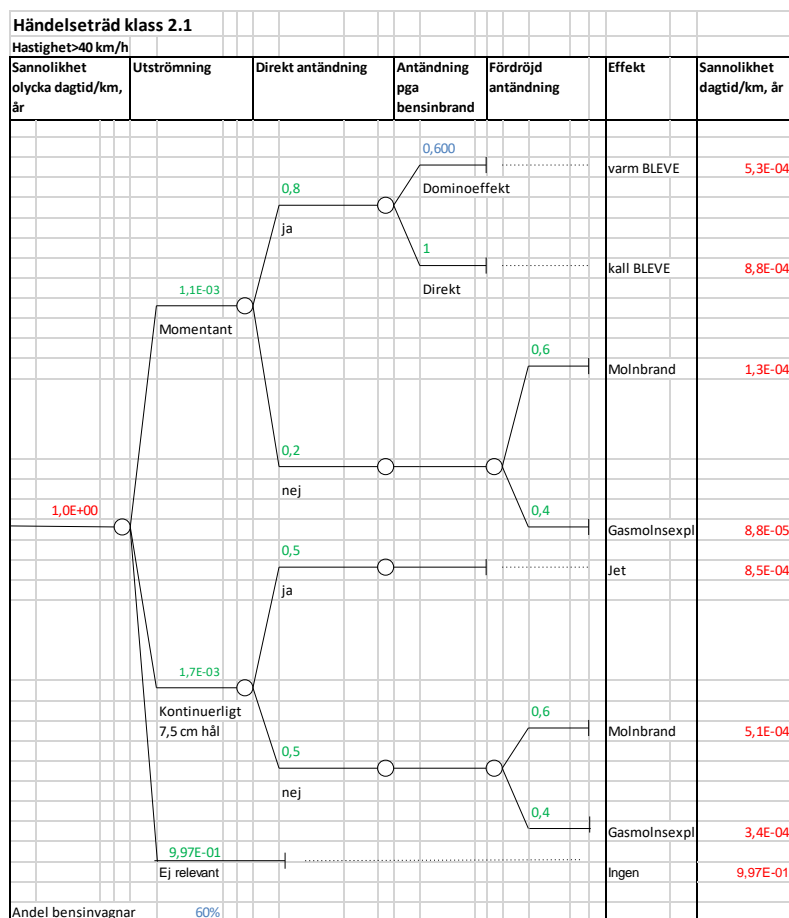 Händelseträd klass 2.1
Hastighet>40 km/h
Sannolikhet olycka dagtid/km, år
Utströmning
Direkt antändning
Antändning pga bensinbrand
Fördröjd antändning
Effekt
Sannolikhet dagtid/km, år
0,600
varm BLEVE
5,3E-04
0,8
Dominoeffekt
ja
1
kall BLEVE
8,8E-04
Direkt
1,1E-03
Momentant
0,6
Molnbrand
1,3E-04
0,2
nej
1,0E+00
0,4
Gasmolnsexpl
8,8E-05
0,5
Jet
8,5E-04
ja
1,7E-03
Kontinuerligt
7,5 cm hål
0,6
Molnbrand
5,1E-04
0,5
nej
0,4
Gasmolnsexpl
3,4E-04
9,97E-01
Ej relevant
Ingen
9,97E-01
Andel bensinvagnar
60%